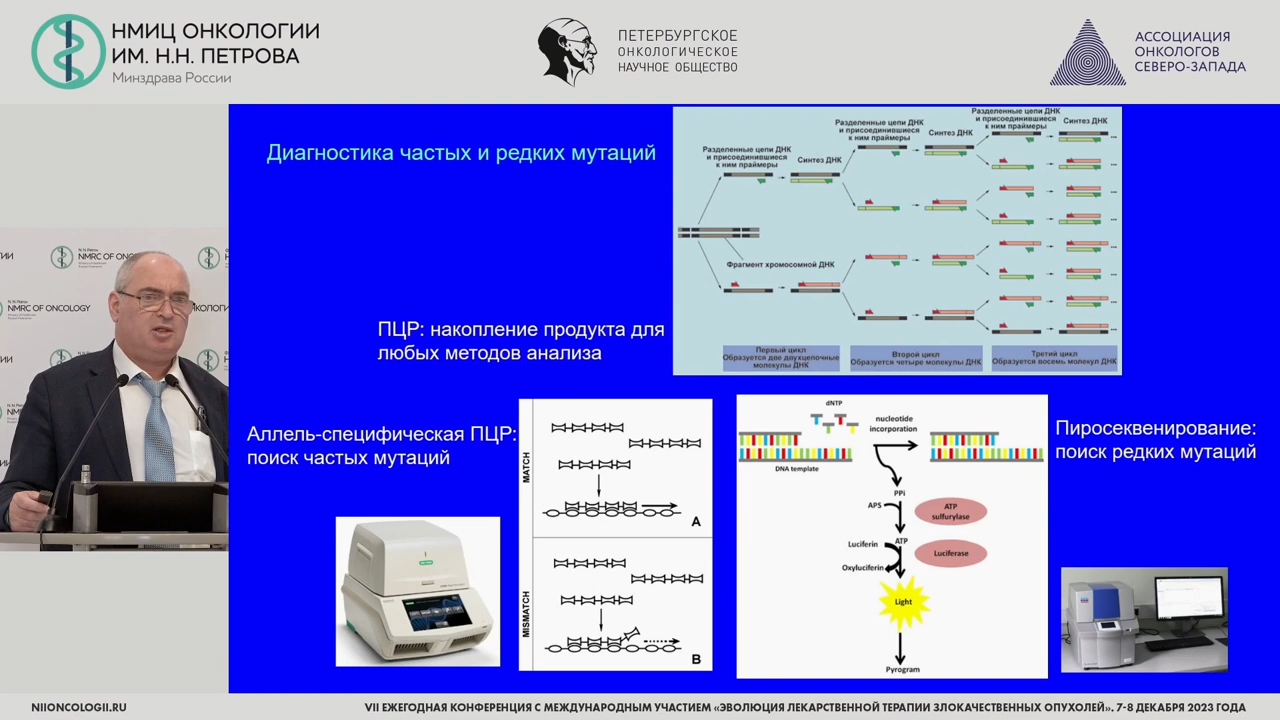 НМИЦ ОНКОЛОГИИ
ИМ. Н.Н. ПЕТРОВА
Минздрава России
ПЕТЕРБУРГСКОЕ
ОНКОЛОГИЧЕСКОЕ
НАУЧНОЕ ОБЩЕСТВО
АССОЦИАЦИЯ
ОНКОЛОГОВ
СЕВЕРО-ЗАПАДА
Диагностика частых и редких мутаций
Разделенные цепи ДНК
и присоединившиеся
к ним праймеры
Синтез ДНК
Разделенные цепи ДНК
и присоединившиеся
к ним праймеры
Синтез ДНК
Разделенные цепи ДНК
и присоединившиеся
к ним праймеры
Синтез ДНК
Фрагмент хромосомной ДНК
Первый цикл
Образуется две двухцепочные
молекулы ДНК
Второй цикл
Образуется четыре молекулы ДНК
Третий цикл
Образуется восемь молекул ДНК
ПЦР: накопление продукта для
любых методов анализа
Аллель-специфическая ПЦР:
поиск частых мутаций
MATCH
A
MISMATCH
B
dNTP
nucleotide
incorporation
DNA template
PPi
APS
ATP
sulfurylase
ATP
Luciferin
Luciferase
Oxyluciferin
Light
Pyrogram
Пиросеквенирование:
поиск редких мутаций
N.N. Petrov
NMRC OF ONCOLOGY
NIIONCOLOGII.RU
VII ЕЖЕГОДНАЯ КОНФЕРЕНЦИЯ С МЕЖДУНАРОДНЫМ УЧАСТИЕМ «ЭВОЛЮЦИЯ ЛЕКАРСТВЕННОЙ ТЕРАПИИ ЗЛОКАЧЕСТВЕННЫХ ОПУХОЛЕЙ». 7-8 ДЕКАБРЯ 2023 ГОДА